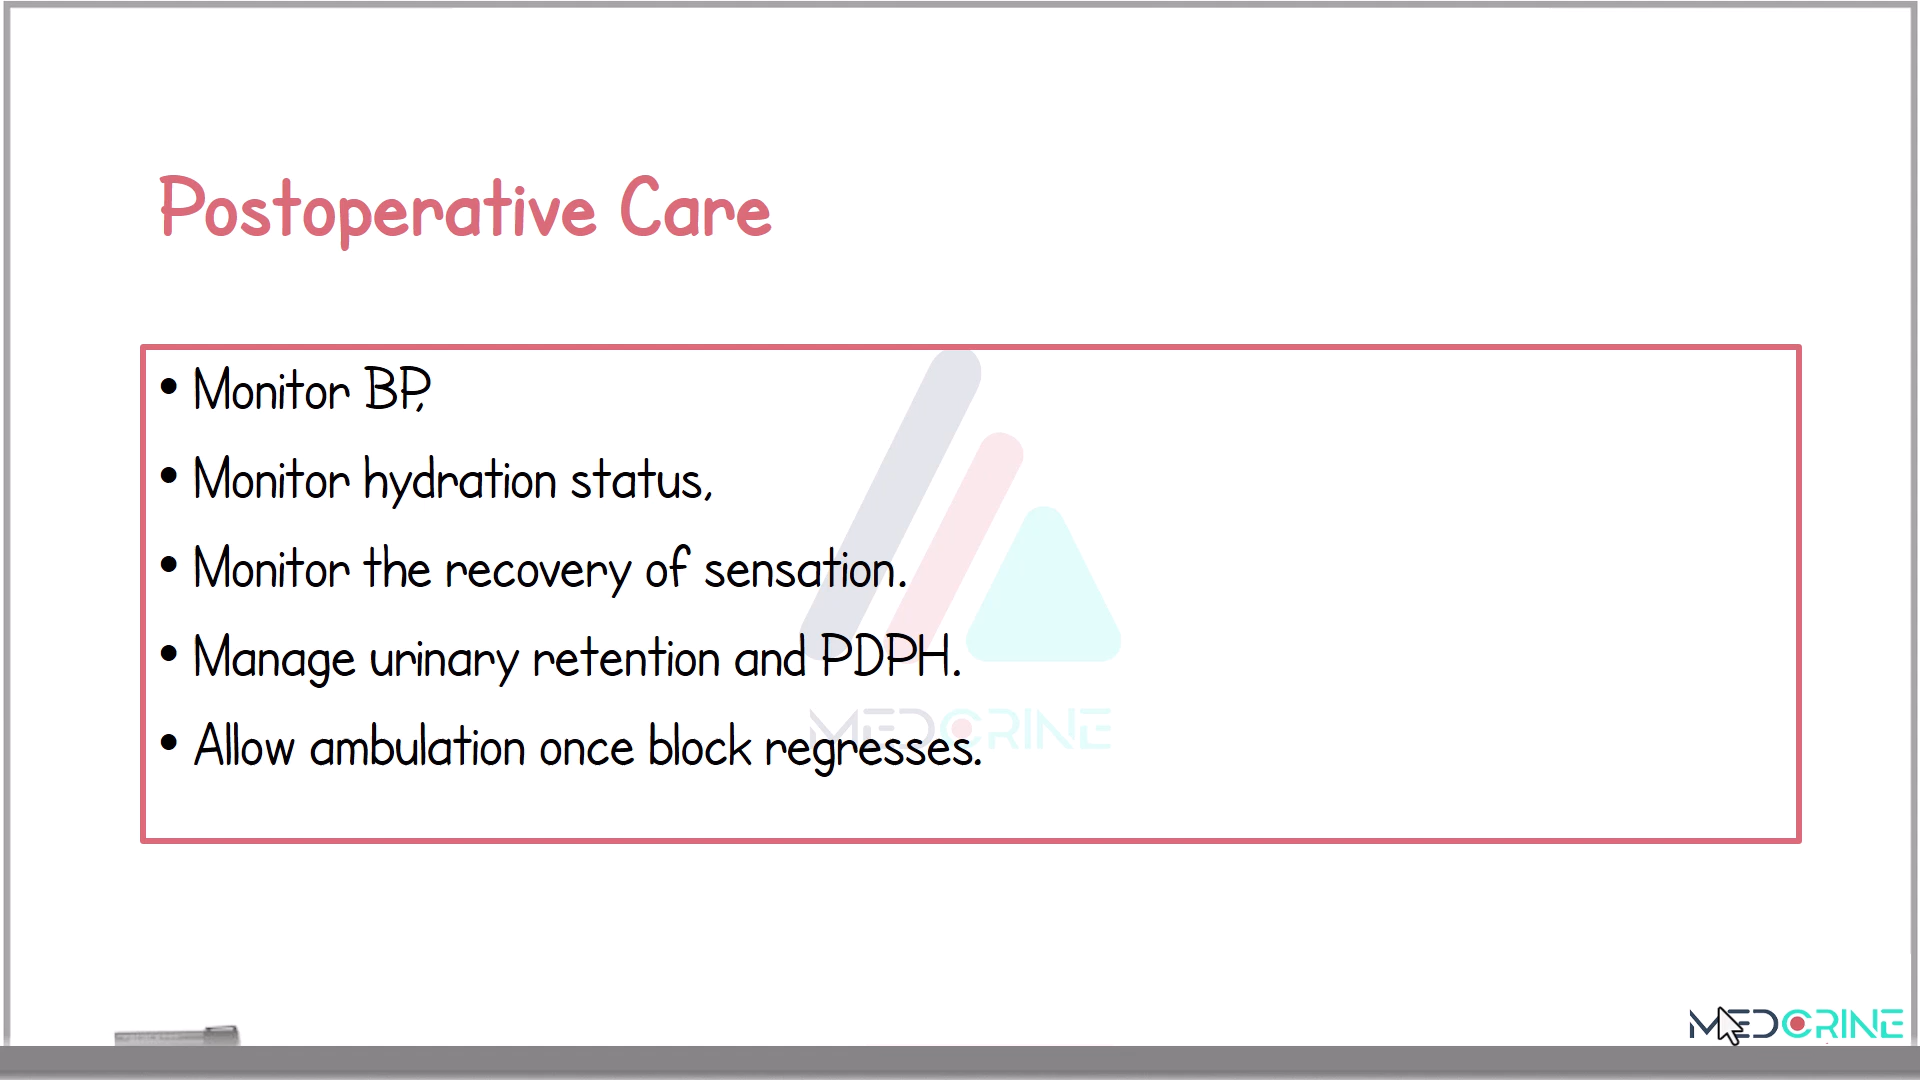 Postoperative Care
• Monitor BP,
• Monitor hydration status,
• Monitor the recovery of sensation.
• Manage urinary retention and PDPH.
• Allow ambulation once block regresses.
MEDCRINE
MEDCRINE